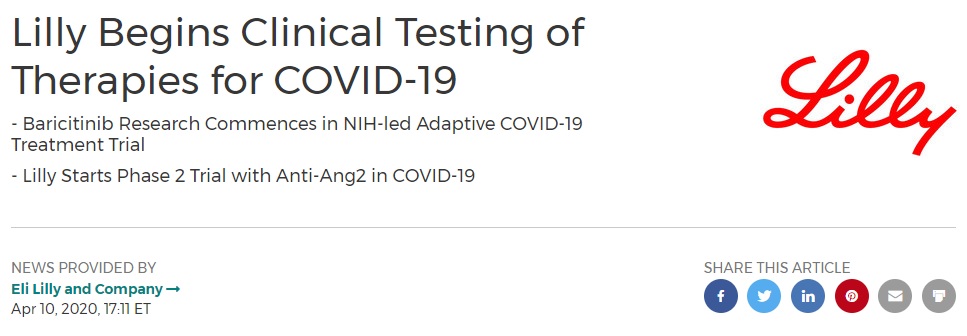 Lilly Begins Clinical Testing of
Therapies for COVID-19
Lilly
- Baricitinib Research Commences in NIH-led Adaptive COVID-19
Treatment Trial
- Lilly Starts Phase 2 Trial with Anti-Ang2 in COVID-19
NEWS PROVIDED BY
Eli Lilly and Company
Apr 10, 2020, 17:11 ET
SHARE THIS ARTICLE